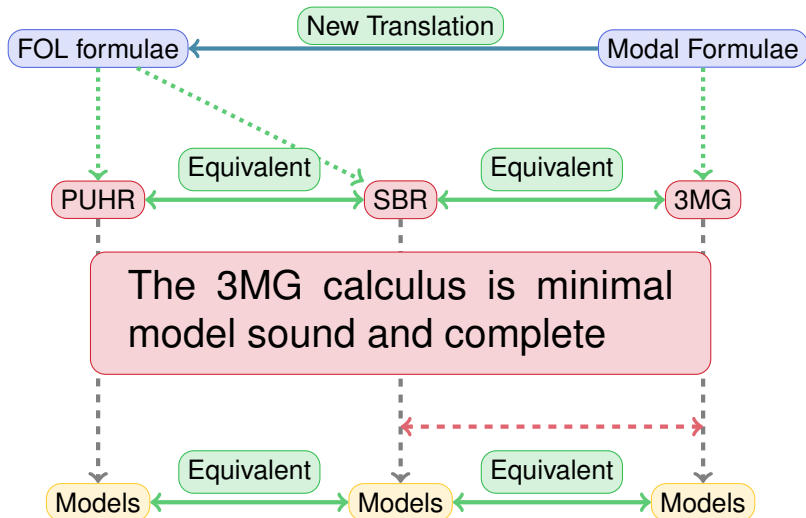 New Translation
FOL formulae
Modal Formulae
Equivalent
Equivalent
PUHR
SBR
3MG
The 3MG calculus is minimal
model sound and complete
Equivalent
Equivalent
Models
Models
Models